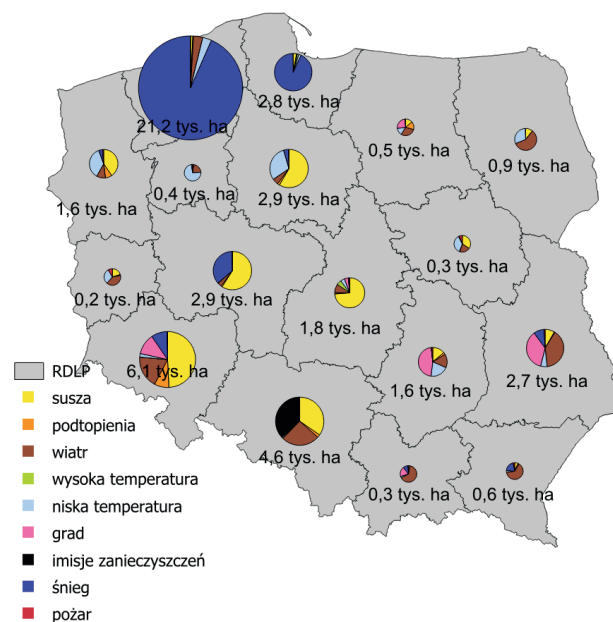 21,2 tys. ha
2,8 tys. ha
0,5 tys. ha
0,9 tys. ha
1,6 tys. ha
0,4 tys. ha
2,9 tys. ha
0,3 tys. ha
0,2 tys. ha
2,9 tys. ha
1,8 tys. ha
6,1 tys. ha
1,6 tys. ha
2,7 tys. ha
4,6 tys. ha
0,3 tys. ha
0,6 tys. ha
RDLP
susza
podtopienia
wiatr
wysoka temperatura
niska temperatura
grad
imisje zanieczyszczeń
śnieg
pożar